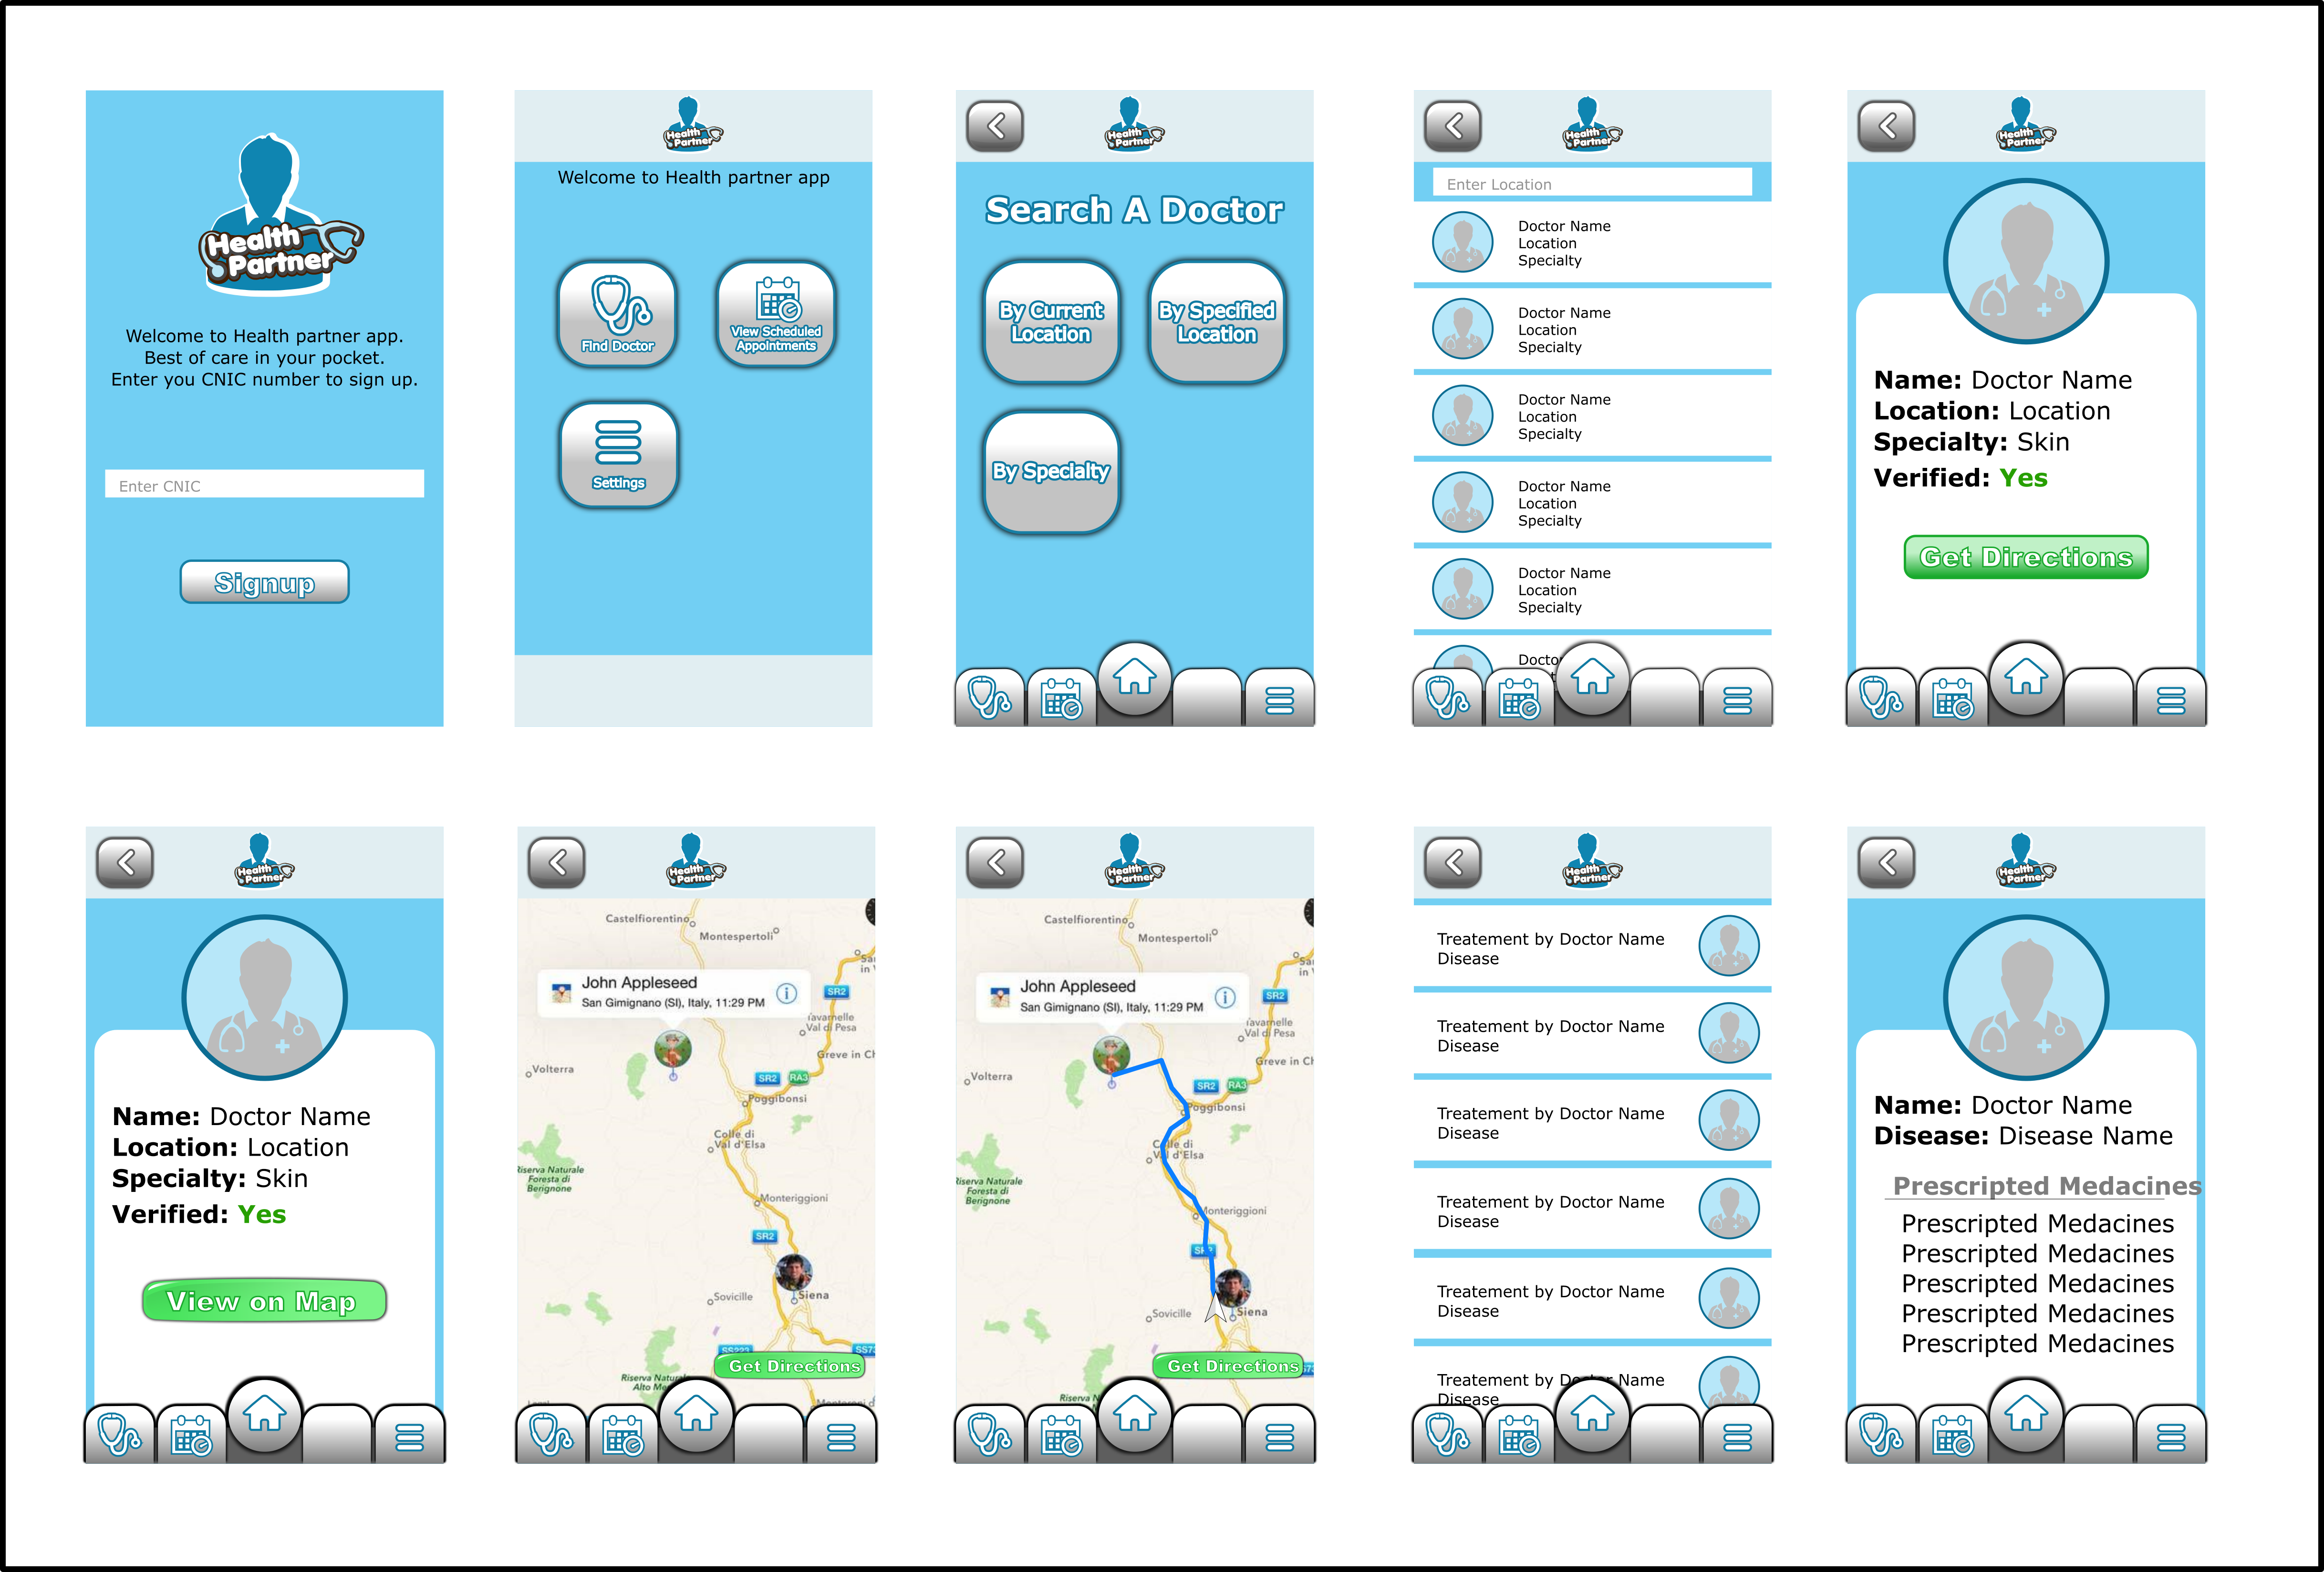 Health
Partner
Welcome to Health partner app.
Best of care in your pocket.
Enter you CNIC number to sign up.
Enter CNIC
Signup
Health
Partner
Welcome to Health partner app
Find Doctor
View Scheduled
Appointments
Settings
Health
Partner
Search A Doctor
By Current
Location
By Specified
Location
By Specialty
Health
Partner
Enter Location
Doctor Name
Location
Specialty
Doctor Name
Location
Specialty
Doctor Name
Location
Specialty
Doctor Name
Location
Specialty
Doctor Name
Location
Specialty
Health
Partner
Name: Doctor Name
Location: Location
Specialty: Skin
Verified: Yes
Get Directions
Health
Partner
Name: Doctor Name
Location: Location
Specialty: Skin
Verified: Yes
View on Map
Health
Partner
Castelfiorentino
Montespertoli
John Appleseed
San Gimignano (SI), Italy, 11:29 PM
SR2
Tavarnelle
Val di Pesa
Greve in Ch
Volterra
SR2 RA3
Poggibonsi
Colle di
Val d'Elsa
Riserva Naturale
Foresta di
Berignone
Monteriggioni
SR2
Sovicille
Siena
SS223
SS73
Get Directions
Riserva Natur
Alto Me
Health
Partner
Castelfiorentino
Montespertoli
John Appleseed
San Gimignano (SI), Italy, 11:29 PM
SR2
Tavarnelle
Val di Pesa
Greve in Ch
Volterra
SR2 RA3
Poggibonsi
Colle di
Val d'Elsa
Riserva Naturale
Foresta di
Berignone
Monteriggioni
SR2
Sovicille
Siena
Get Directions
Riserva N
Health
Partner
Treatement by Doctor Name
Disease
Treatement by Doctor Name
Disease
Treatement by Doctor Name
Disease
Treatement by Doctor Name
Disease
Treatement by Doctor Name
Disease
Treatement by Doctor Name
Disease
Health
Partner
Name: Doctor Name
Disease: Disease Name
Prescripted Medacines
Prescripted Medacines
Prescripted Medacines
Prescripted Medacines
Prescripted Medacines
Prescripted Medacines